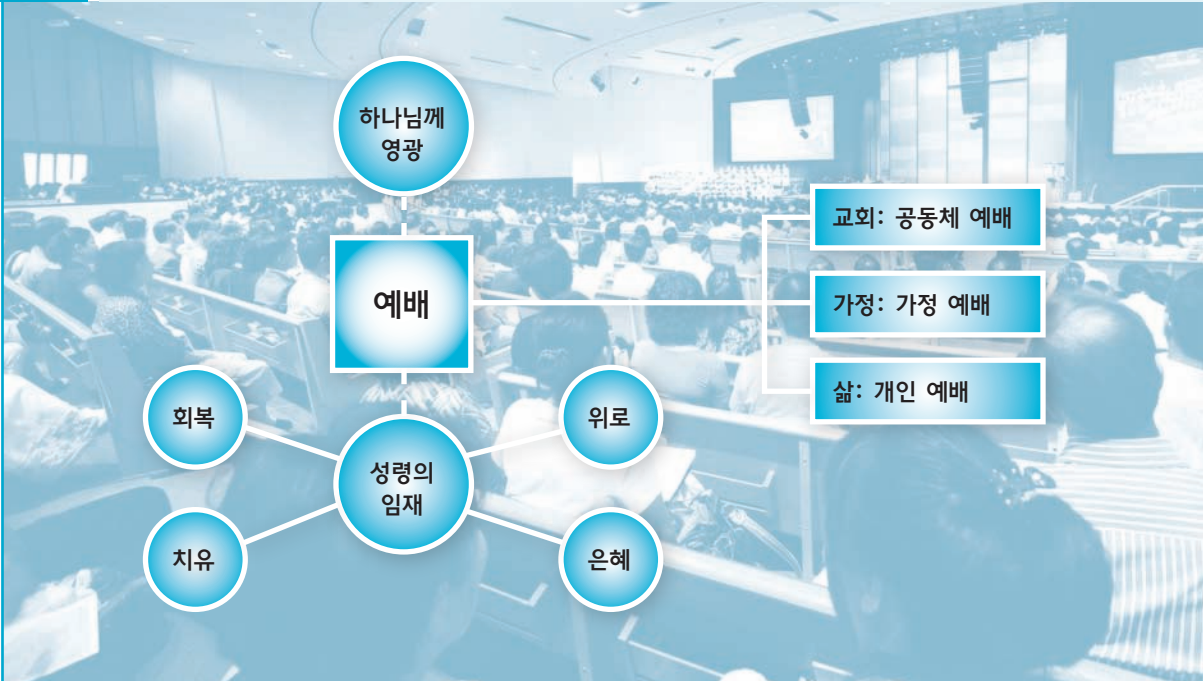 하나님께
영광
예배
교회: 공동체 예배
가정: 가정 예배
삶: 개인 예배
회복
위로
성령의
임재
치유
은혜